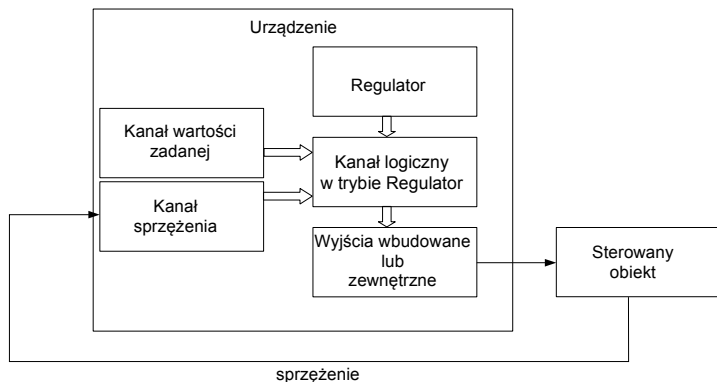 Urządzenie
Regulator
Kanał wartości
zadanej
Kanał logiczny
w trybie Regulator
Kanał
sprzężenia
Wyjścia wbudowane
lub
zewnętrzne
Sterowany
obiekt
sprzężenie